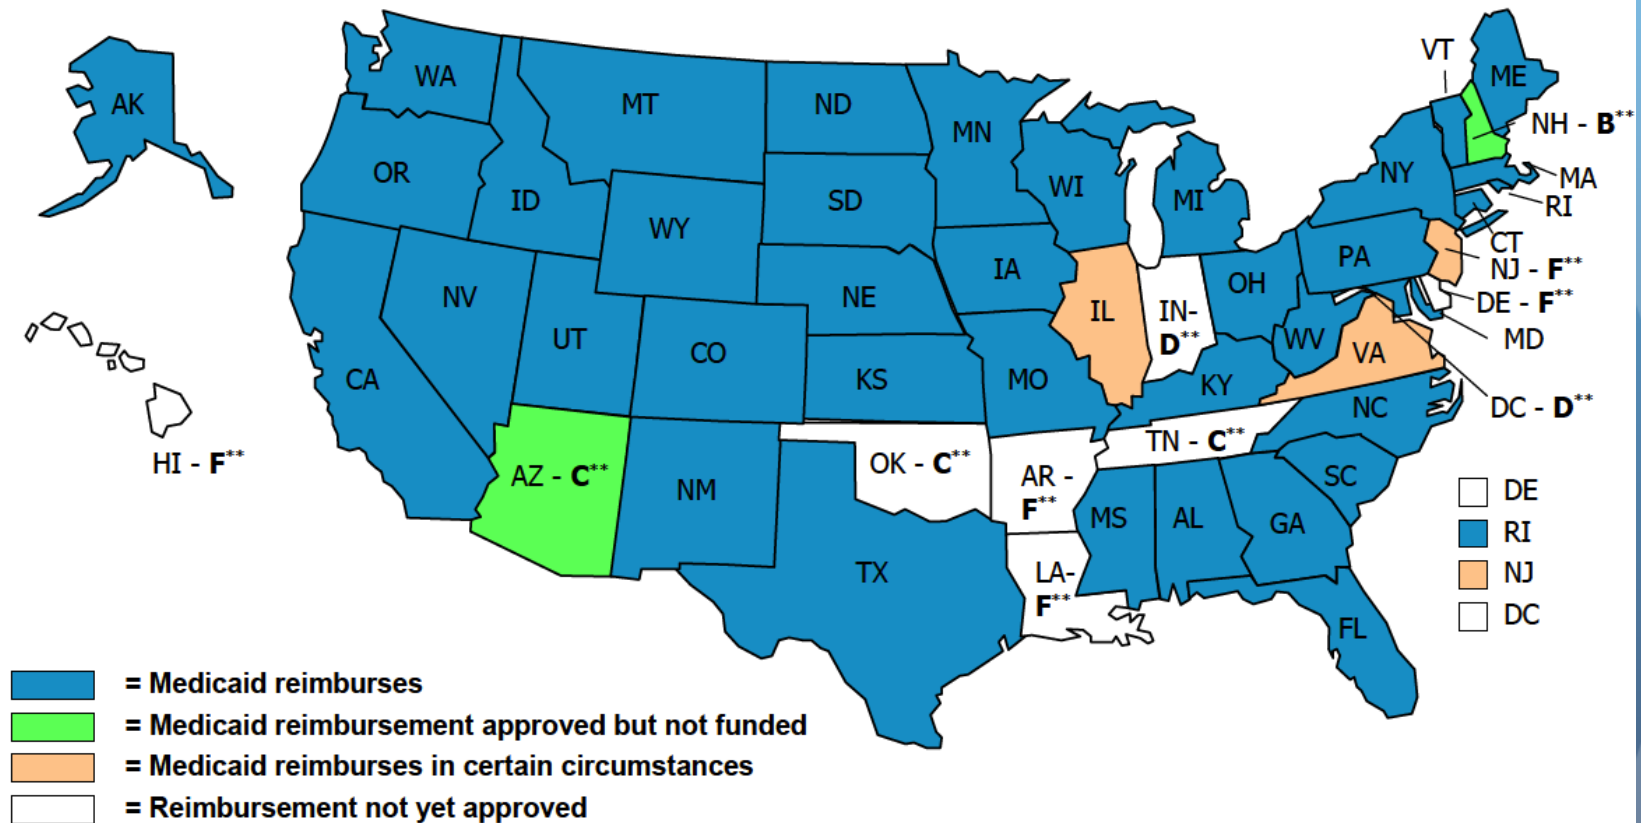 VT
WA
ME
AK
MT
ND
MN
NH - B**
OR
ID
SD
WI
MI
NY
MA
RI
WY
CT
NJ - F**
IA
PA
NV
NE
OH
DE - F**
IL
IN-
D**
MD
UT
CO
WV
VA
CA
KS
MO
KY
DC - D**
NC
HI - F**
TN - C**
AZ - C**
OK - C**
AR -
F**
SC
NM
MS
AL
GA
TX
LA-
F**
FL
DE
RI
NJ
DC
= Medicaid reimburses
= Medicaid reimbursement approved but not funded
= Medicaid reimburses in certain circumstances
= Reimbursement not yet approved